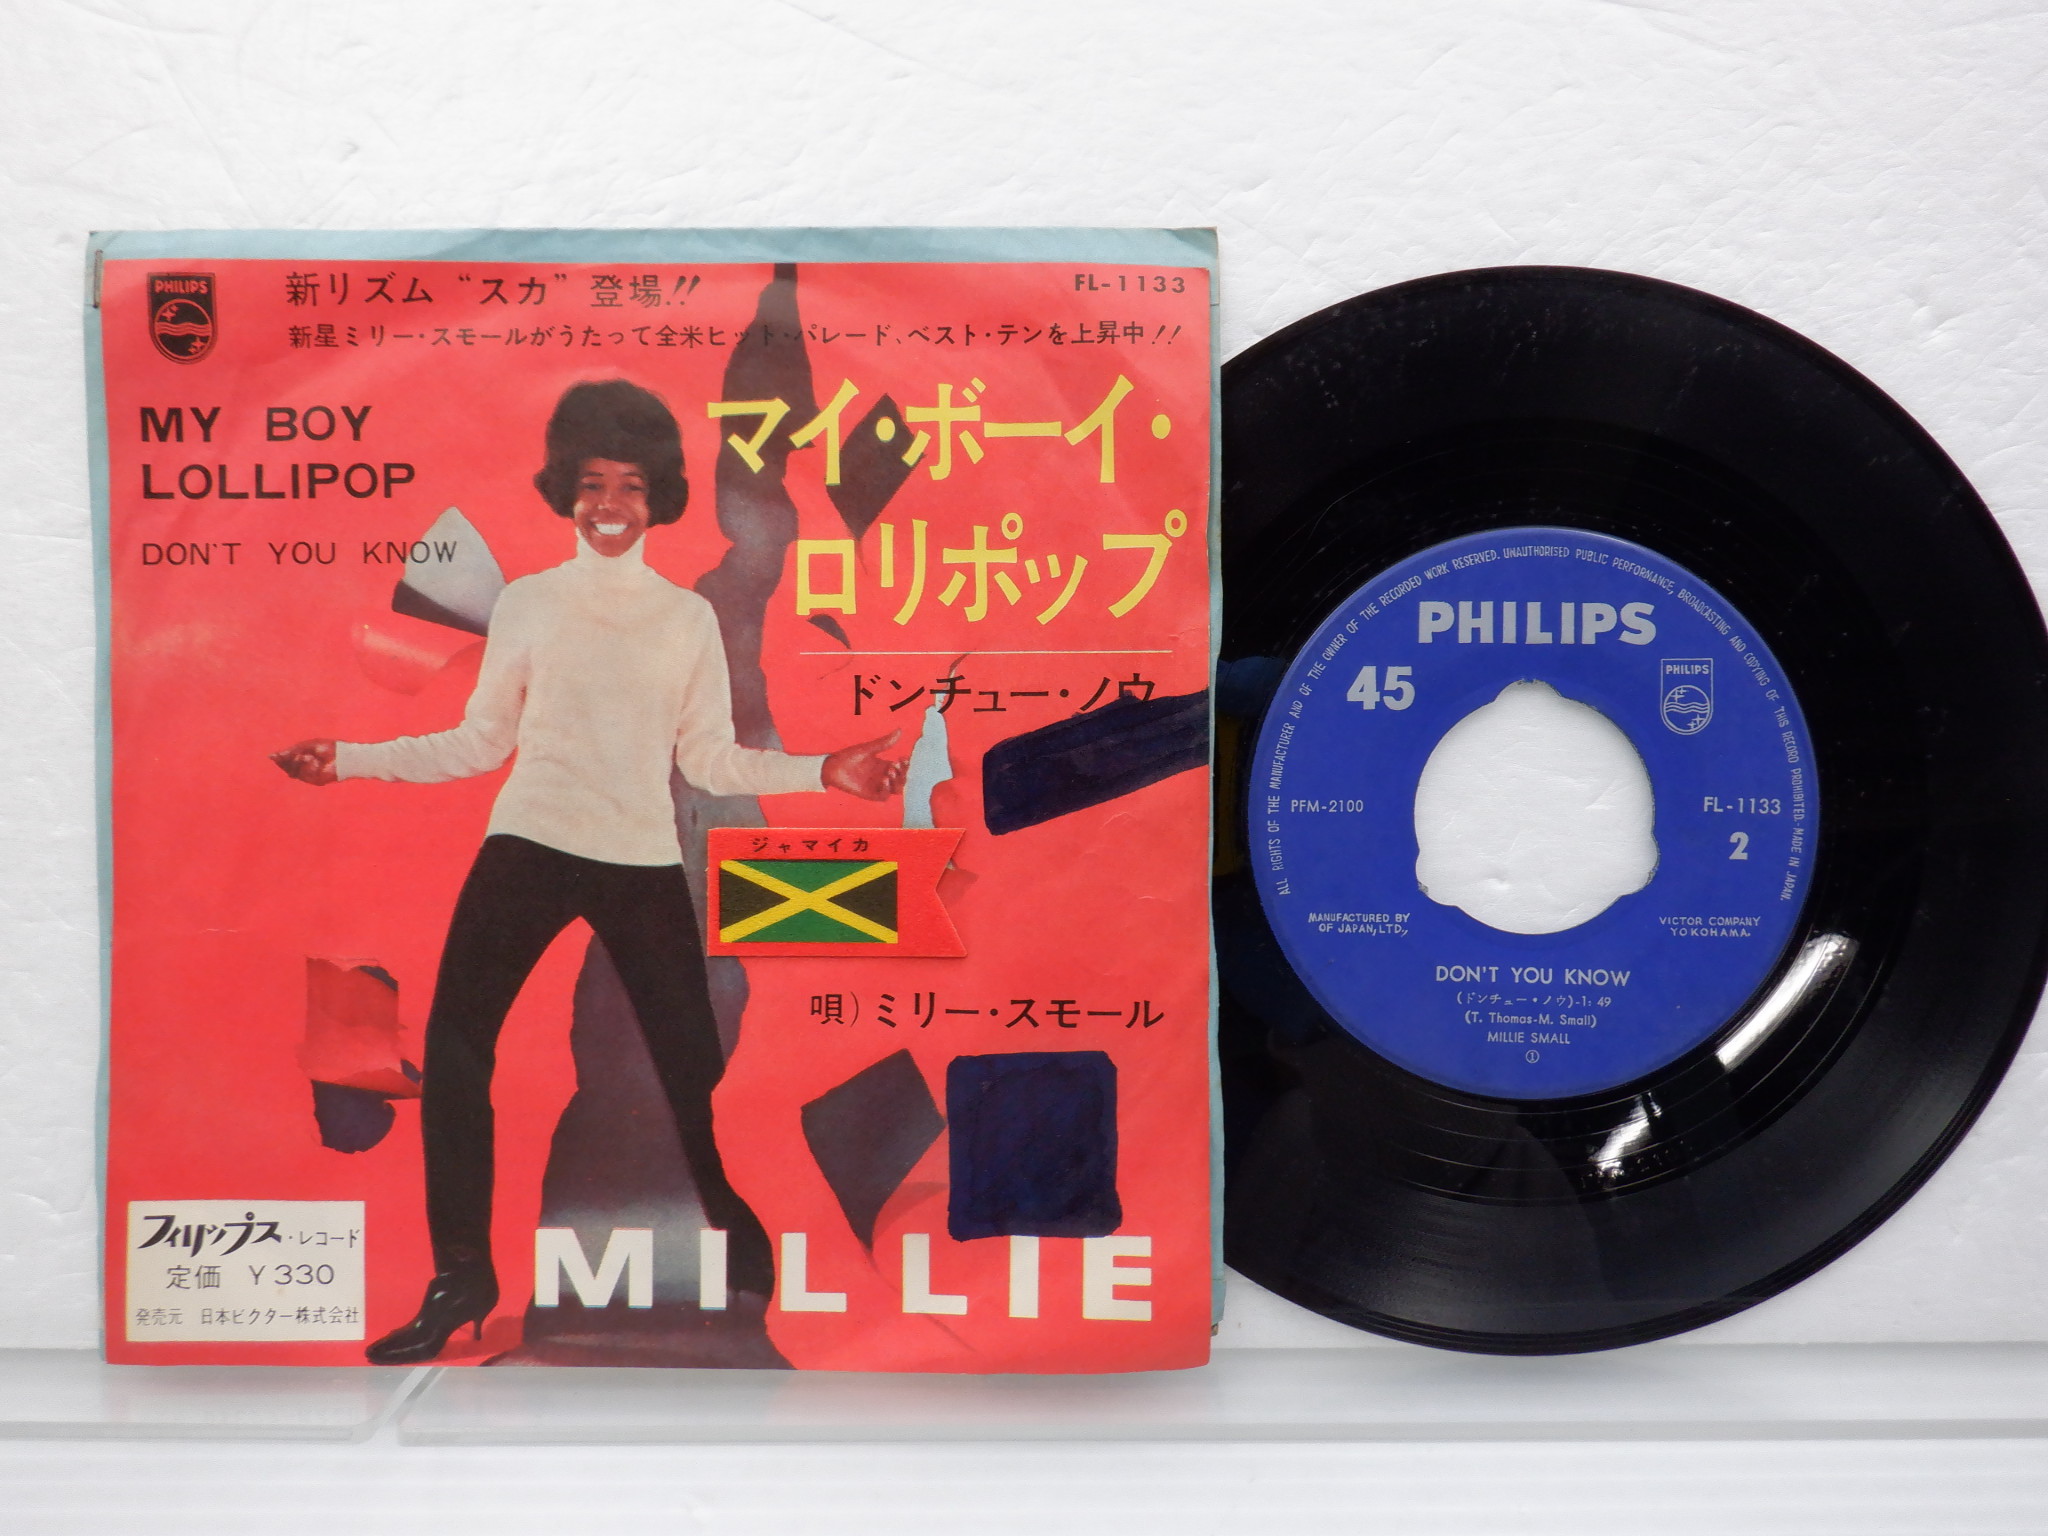 PHILIPS
新リズム“スカ”登場!!
FL-1133
新星ミリー・スモールがうたって全米ヒット・パレード、ベスト・テンを上昇中!!
MY BOY
LOLLIPOP
DON'T YOU KNOW
マイ・ボーイ・
ロリポップ
ドンチュー・ノウ
ジャマイカ
唄)ミリー・スモール
MILLIE
フィリップス・レコード
定価 ¥330
発売元 日本ビクター株式会社
ALL RIGHTS OF THE MANUFACTURER AND OF THE OWNER OF THE RECORDED WORK RESERVED. UNAUTHORISED PUBLIC PERFORMANCE, BROADCASTING AND COPYING OF THIS RECORD PROHIBITED. MADE IN JAPAN.
PHILIPS
45
PHILIPS
PFM-2100
FL-1133
2
MANUFACTURED BY VICTOR COMPANY
OF JAPAN, LTD., YOKOHAMA.
DON'T YOU KNOW
(ドンチュー・ノウ)-1:49
(T. Thomas-M. Small)
MILLIE SMALL
①